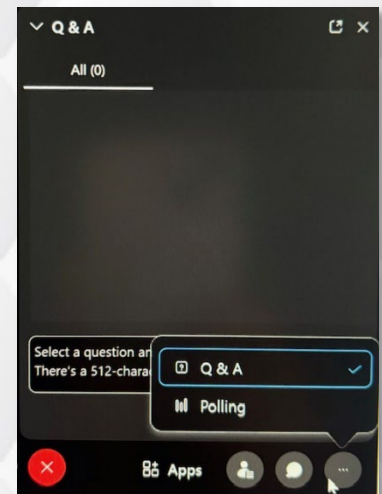 Q & A
All (0)
Select a question an
There's a 512-chara
Q & A
Polling
Apps